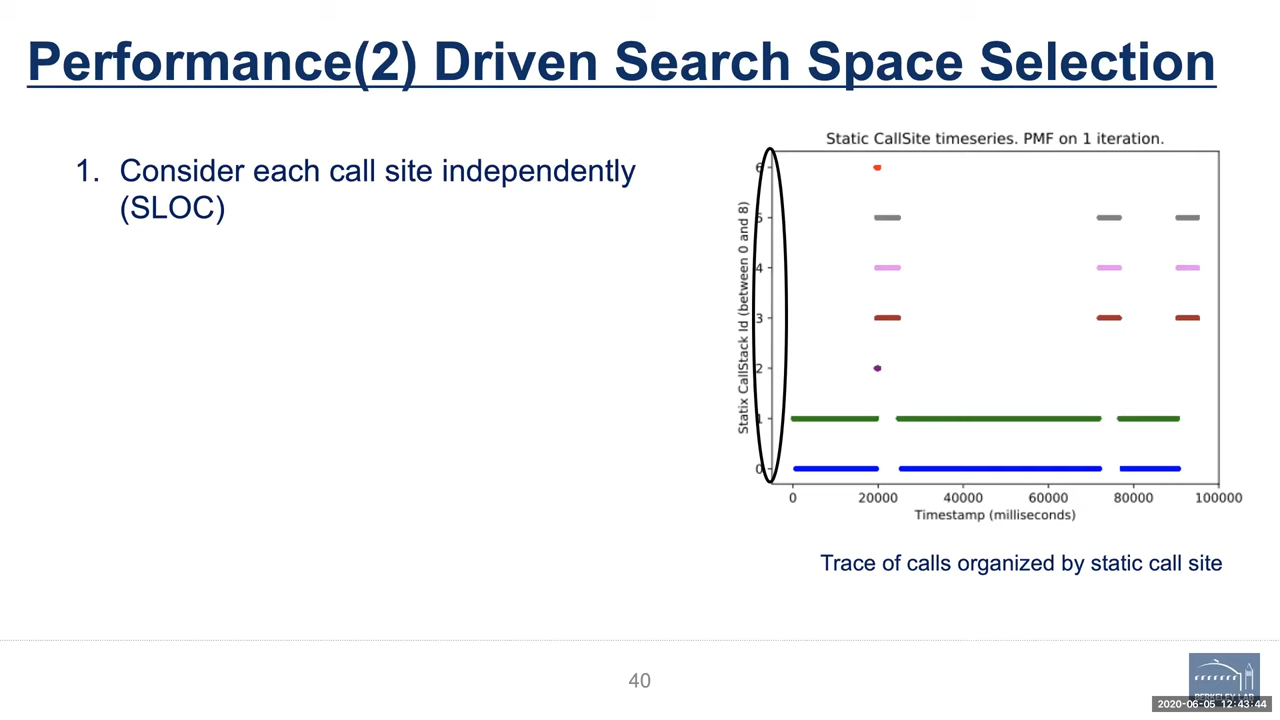 Performance(2) Driven Search Space Selection
1. Consider each call site independently
(SLOC)
Static CallSite timeseries. PMF on 1 iteration.
Statix CallStack Id (between 0 and 8)
6
5
4
3
2
1
0
0 20000 40000 60000 80000 100000
Timestamp (milliseconds)
Trace of calls organized by static call site
40
BERKELEY LAB
2020-06-05 12:43:44